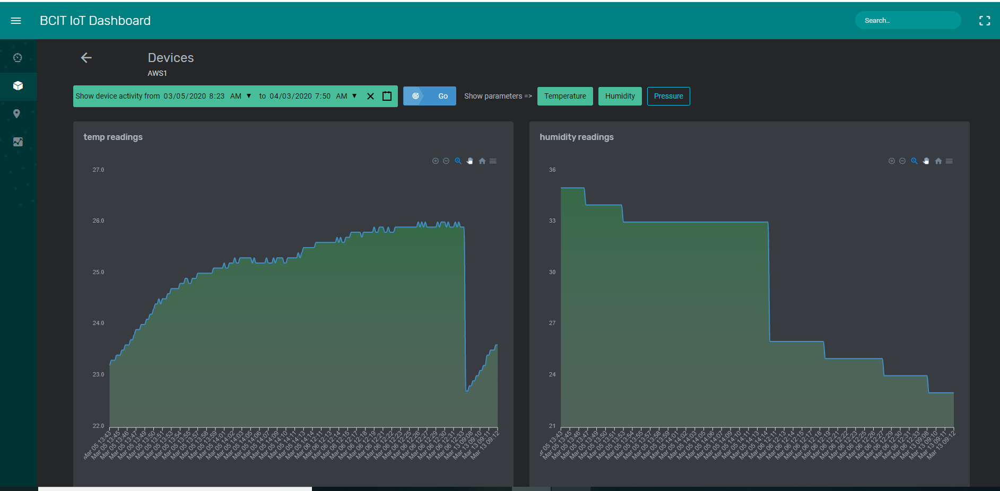 BCIT IoT Dashboard
Search..
Devices
AWS1
Show device activity from 03/05/2020 8:23 AM to 04/03/2020 7:50 AM
Go
Show parameters =>
Temperature
Humidity
Pressure
temp readings
27.0
26.0
25.0
24.0
23.0
22.0
ar 05 13:43
Mar 05 13:45
Mar 05 13:46
Mar 05 13:47
Mar 05 13:49
Mar 05 13:50
Mar 05 13:51
Mar 05 13:53
Mar 05 13:54
Mar 05 13:55
Mar 05 13:57
Mar 05 13:58
Mar 05 13:59
Mar 05 14:01
Mar 05 14:02
Mar 05 14:03
Mar 05 14:05
Mar 05 14:06
Mar 05 14:07
Mar 05 14:09
Mar 05 14:10
Mar 05 14:11
Mar 05 14:13
Mar 05 14:14
Mar 06 12:11
Mar 06 12:13
Mar 06 12:14
Mar 06 12:15
Mar 06 12:17
Mar 06 12:18
Mar 06 12:19
Mar 06 12:21
Mar 06 12:22
Mar 06 12:23
Mar 06 12:25
Mar 06 12:26
Mar 06 12:27
Mar 06 12:29
Mar 06 12:30
Mar 06 12:31
Mar 06 12:33
Mar 13 09:08
Mar 13 09:10
Mar 13 09:11
Mar 13 09:12
humidity readings
36
33
30
27
24
21
ar 05 13:43
Mar 05 13:45
Mar 05 13:46
Mar 05 13:47
Mar 05 13:49
Mar 05 13:50
Mar 05 13:51
Mar 05 13:53
Mar 05 13:54
Mar 05 13:55
Mar 05 13:57
Mar 05 13:58
Mar 05 13:59
Mar 05 14:01
Mar 05 14:02
Mar 05 14:03
Mar 05 14:05
Mar 05 14:06
Mar 05 14:07
Mar 05 14:09
Mar 05 14:10
Mar 05 14:11
Mar 05 14:13
Mar 05 14:14
Mar 06 12:11
Mar 06 12:13
Mar 06 12:14
Mar 06 12:15
Mar 06 12:17
Mar 06 12:18
Mar 06 12:19
Mar 06 12:21
Mar 06 12:22
Mar 06 12:23
Mar 06 12:25
Mar 06 12:26
Mar 06 12:27
Mar 06 12:29
Mar 06 12:30
Mar 06 12:31
Mar 06 12:33
Mar 13 09:08
Mar 13 09:10
Mar 13 09:11
Mar 13 09:12